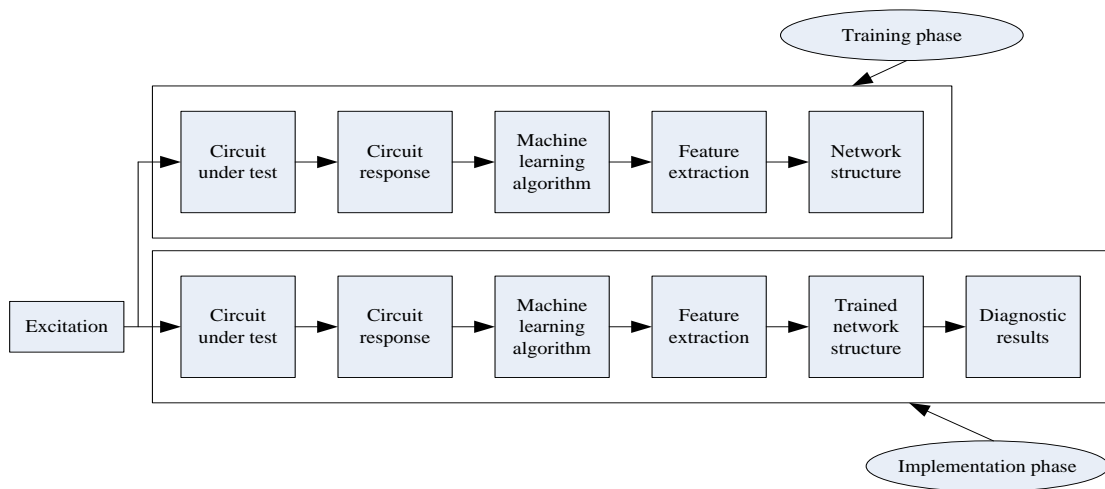 Training phase
Circuit
under test
Circuit
response
Machine
learning
algorithm
Feature
extraction
Network
structure
Excitation
Circuit
under test
Circuit
response
Machine
learning
algorithm
Feature
extraction
Trained
network
structure
Diagnostic
results
Implementation phase